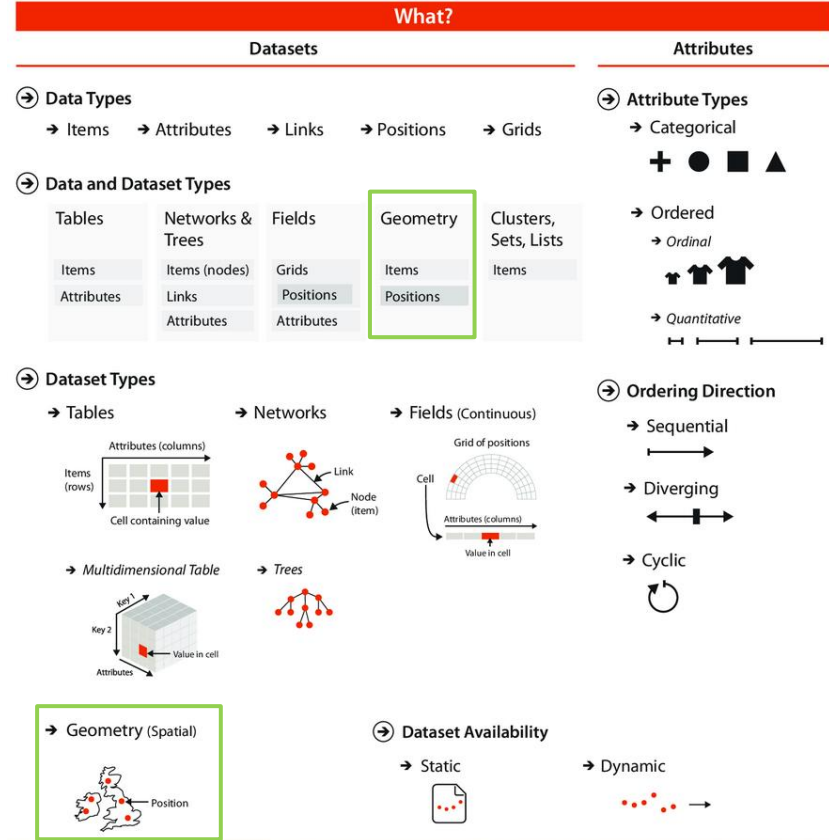 What?
Datasets
Attributes
Data Types
Items
Attributes
Links
Positions
Grids
Data and Dataset Types
Tables
Items
Attributes
Networks &
Trees
Items (nodes)
Links
Attributes
Fields
Grids
Positions
Attributes
Geometry
Items
Positions
Clusters,
Sets, Lists
Items
Dataset Types
Tables
Attributes (columns)
Items
(rows)
Cell containing value
Networks
Link
Node
(item)
Fields (Continuous)
Grid of positions
Cell
Attributes (columns)
Value in cell
Multidimensional Table
Key 1
Key 2
Value in cell
Attributes
Trees
Geometry (Spatial)
Position
Dataset Availability
Static
Dynamic
Attribute Types
Categorical
Ordered
Ordinal
Quantitative
Ordering Direction
Sequential
Diverging
Cyclic